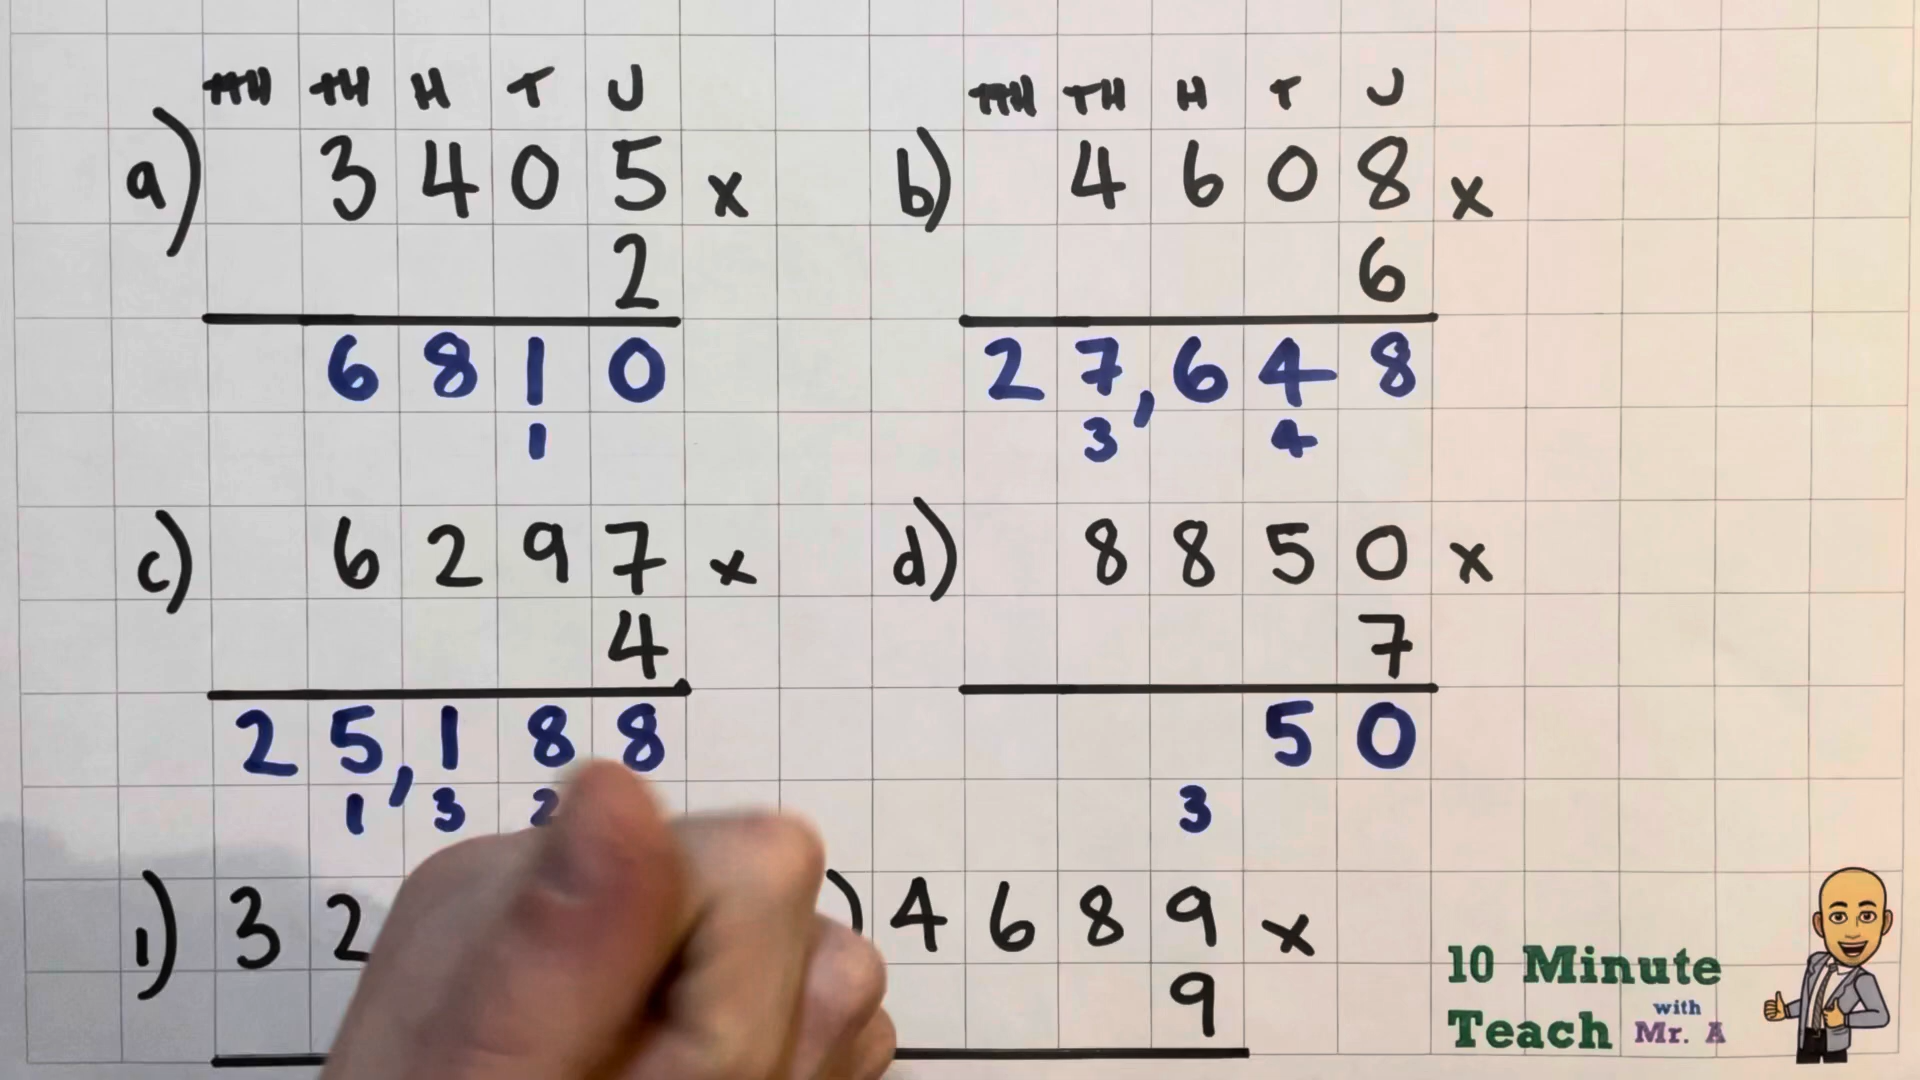 TTH TH H T U
a) 3 4 0 5 x
2
6 8 1 0
1
TTH TH H T U
b) 4 6 0 8 x
6
2 7, 6 4 8
3 4
c) 6 2 9 7 x
4
2 5, 1 8 8
1 3 2
d) 8 8 5 0 x
7
5 0
3
1) 3 2
) 4 6 8 9 x
9
10 Minute
Teach with Mr. A